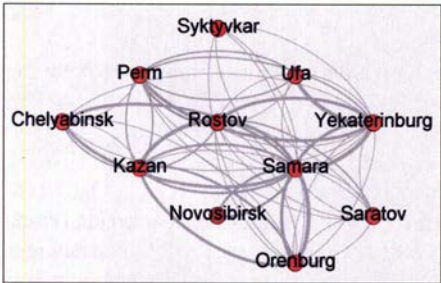 Syktyvkar
Perm Ufa
Chelyabinsk Rostov Yekaterinburg
Kazan Samara
Novosibirsk Saratov
Orenburg